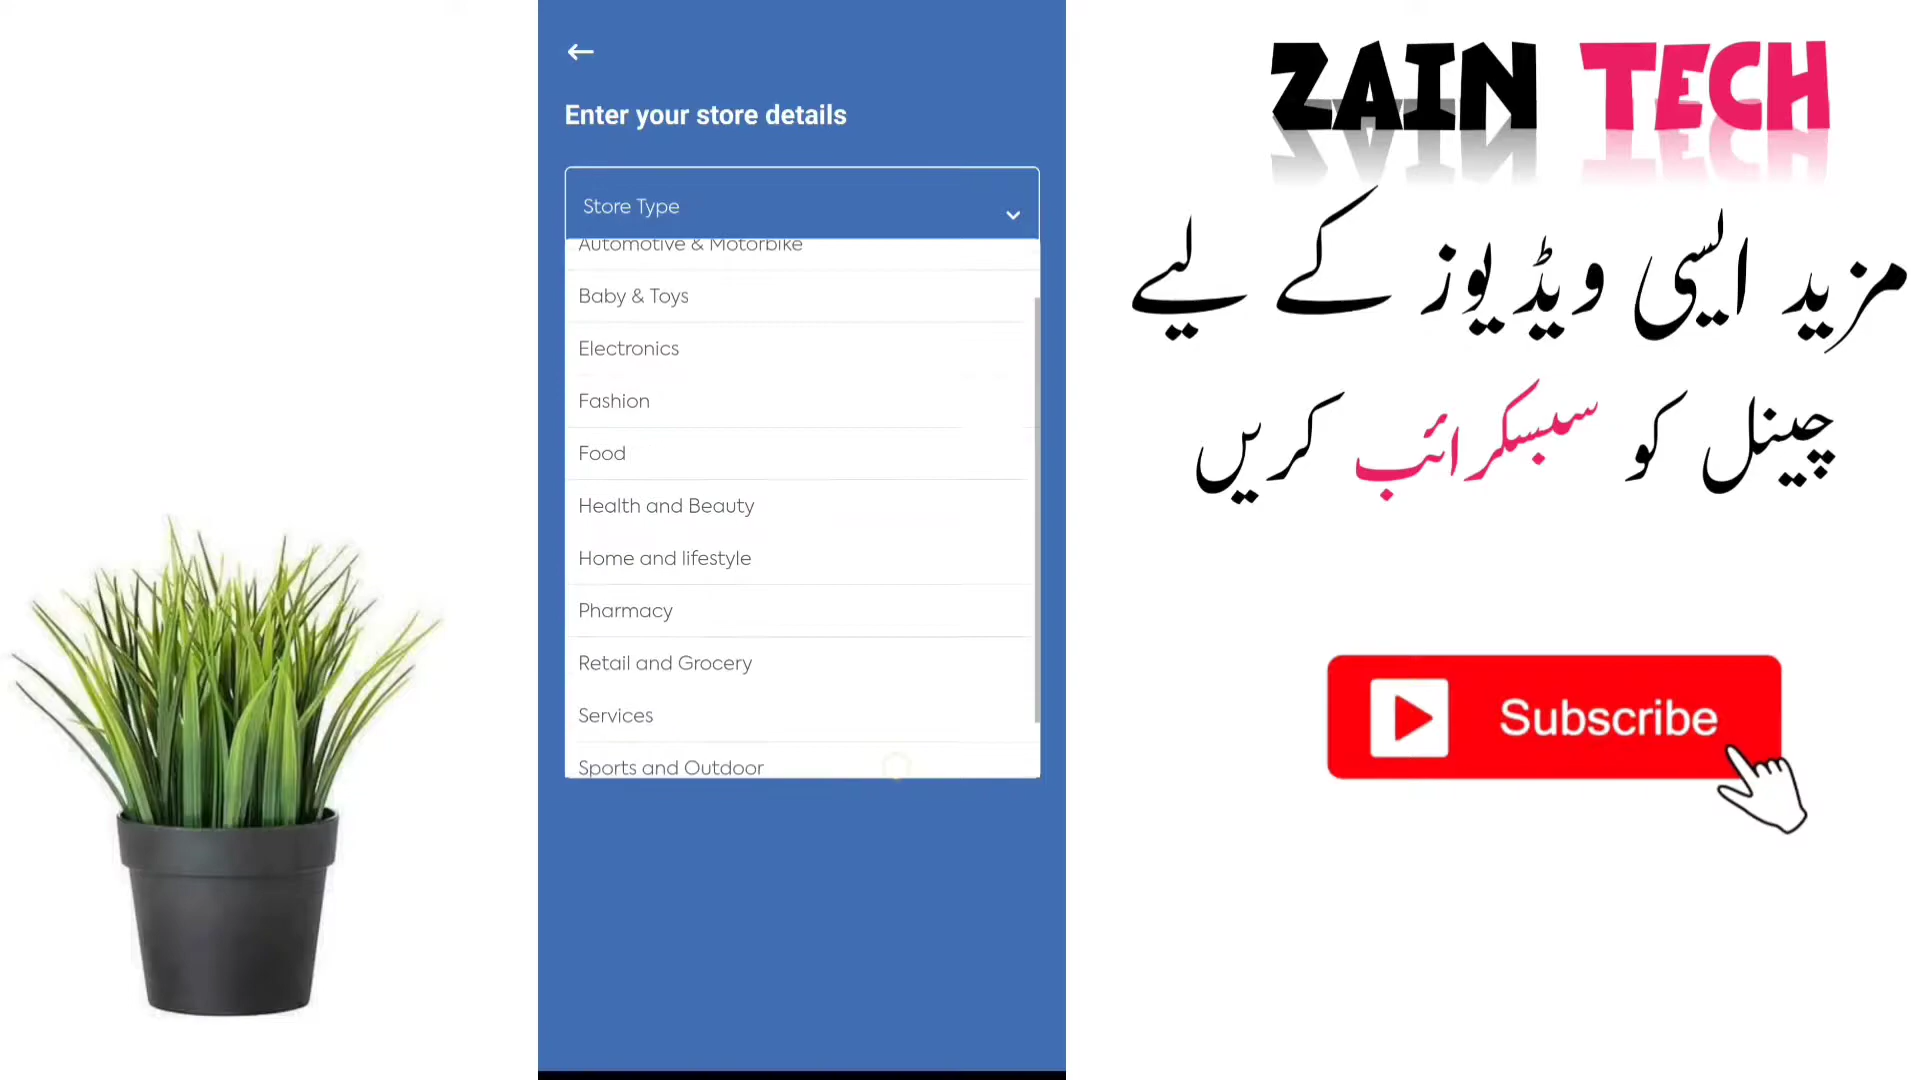 Enter your store details
Store Type
Automotive & Motorbike
Baby & Toys
Electronics
Fashion
Food
Health and Beauty
Home and lifestyle
Pharmacy
Retail and Grocery
Services
Sports and Outdoor
ZAIN TECH
مزید ایسی ویڈیوز کے لیے
چینل کو سبسکرائب کریں
Subscribe